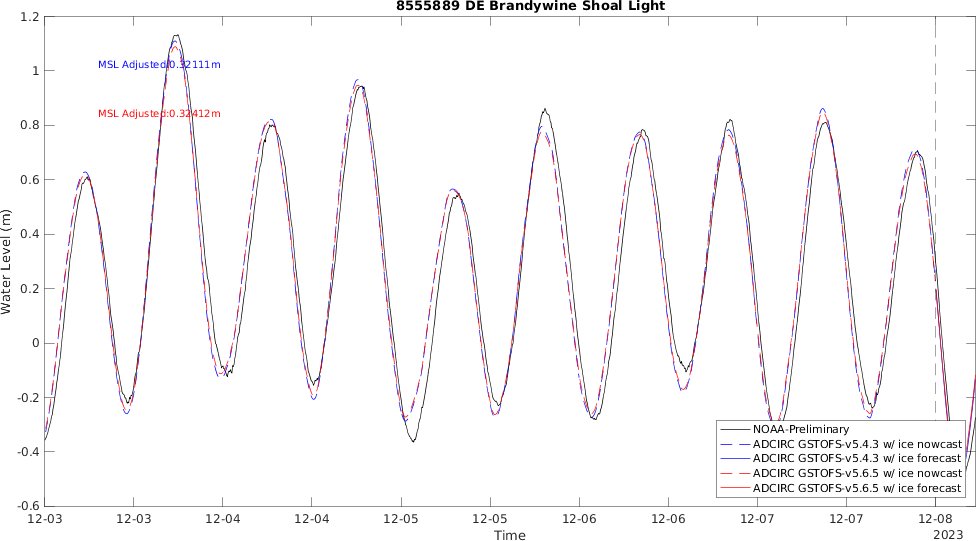 8555889 DE Brandywine Shoal Light
1.2
1
0.8
0.6
0.4
0.2
0
-0.2
-0.4
-0.6
Water Level (m)
MSL Adjusted:0.32111m
MSL Adjusted:0.32412m
NOAA-Preliminary
ADCIRC GSTOFS-v5.4.3 w/ ice nowcast
ADCIRC GSTOFS-v5.4.3 w/ ice forecast
ADCIRC GSTOFS-v5.6.5 w/ ice nowcast
ADCIRC GSTOFS-v5.6.5 w/ ice forecast
12-03 12-03 12-04 12-04 12-05 12-05 12-06 12-06 12-07 12-07 12-08
Time 2023